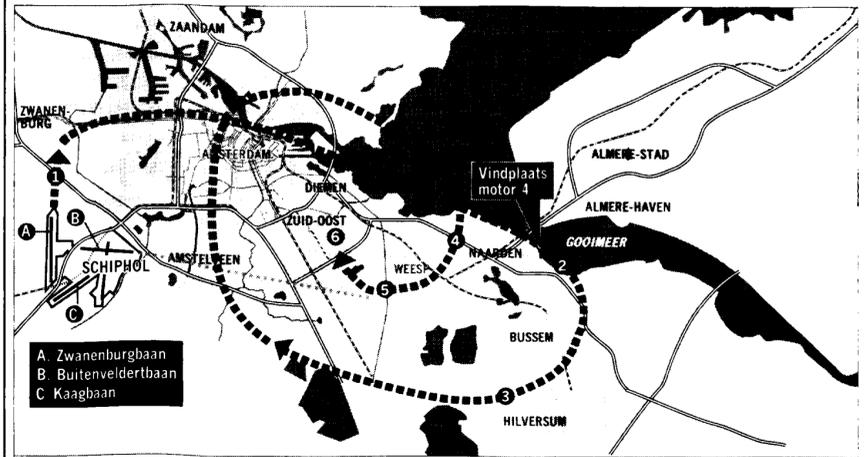 ZAANDAM
ZWANEN-
BURG
AMSTERDAM
ALMERE-STAD
Vindplaats
motor 4
1
DIEMEN
ALMERE-HAVEN
ZUID-OOST
A
B
6
4
NAARDEN
GOOIMEER
SCHIPHOL
AMSTELVEEN
WEESP
2
5
C
BUSSEM
A. Zwanenburgbaan
B. Buitenveldertbaan
C Kaagbaan
3
HILVERSUM